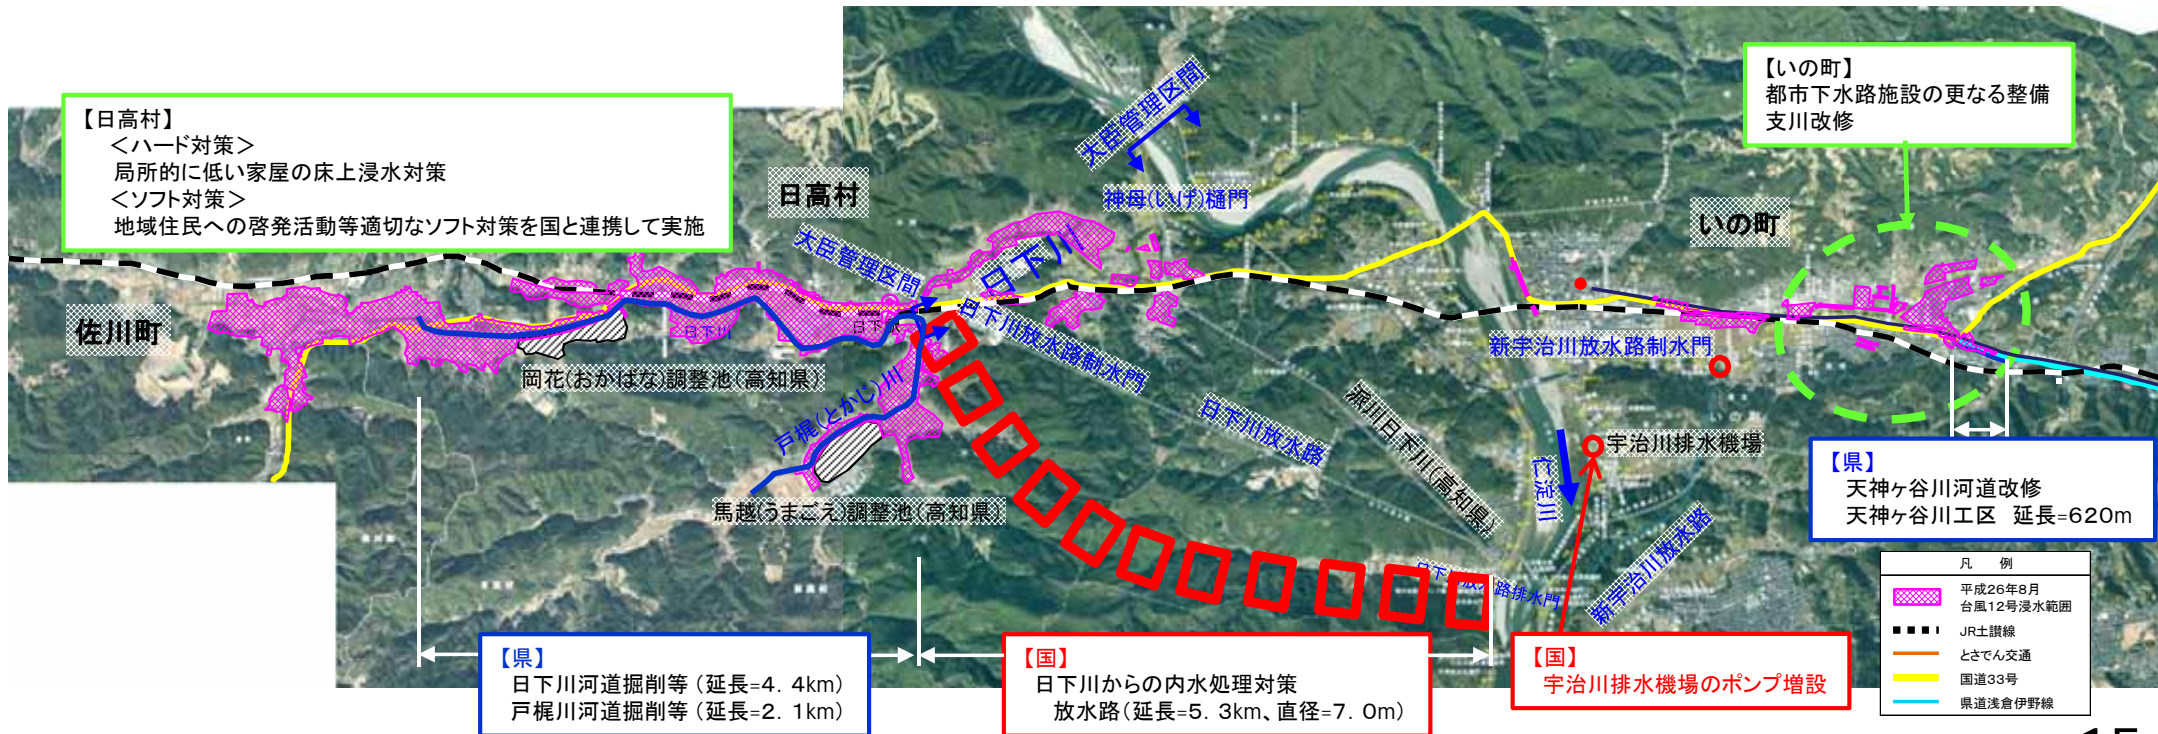 【日高村】
＜ハード対策＞
局所的に低い家屋の床上浸水対策
＜ソフト対策＞
地域住民への啓発活動等適切なソフト対策を国と連携して実施
【いの町】
都市下水路施設の更なる整備
支川改修
大臣管理区間
日高村
神母(いげ)樋門
いの町
大臣管理区間
日下川
佐川町
日下川
日下川放水路制水門
新宇治川放水路制水門
岡花(おかばな)調整池(高知県)
戸梶(とかじ)川
日下川放水路
派川日下川(高知県)
仁淀川
宇治川排水機場
馬越(うまごえ)調整池(高知県)
新宇治川放水路
日下川放水路排水門
【県】
天神ヶ谷川河道改修
天神ヶ谷川工区 延長=620m
【県】
日下川河道掘削等（延長=4．4km）
戸梶川河道掘削等（延長=2．1km）
【国】
日下川からの内水処理対策
放水路（延長=5．3km、直径=7．0m）
【国】
宇治川排水機場のポンプ増設
凡 例
平成26年8月
台風12号浸水範囲
JR土讃線
とさでん交通
国道33号
県道浅倉伊野線